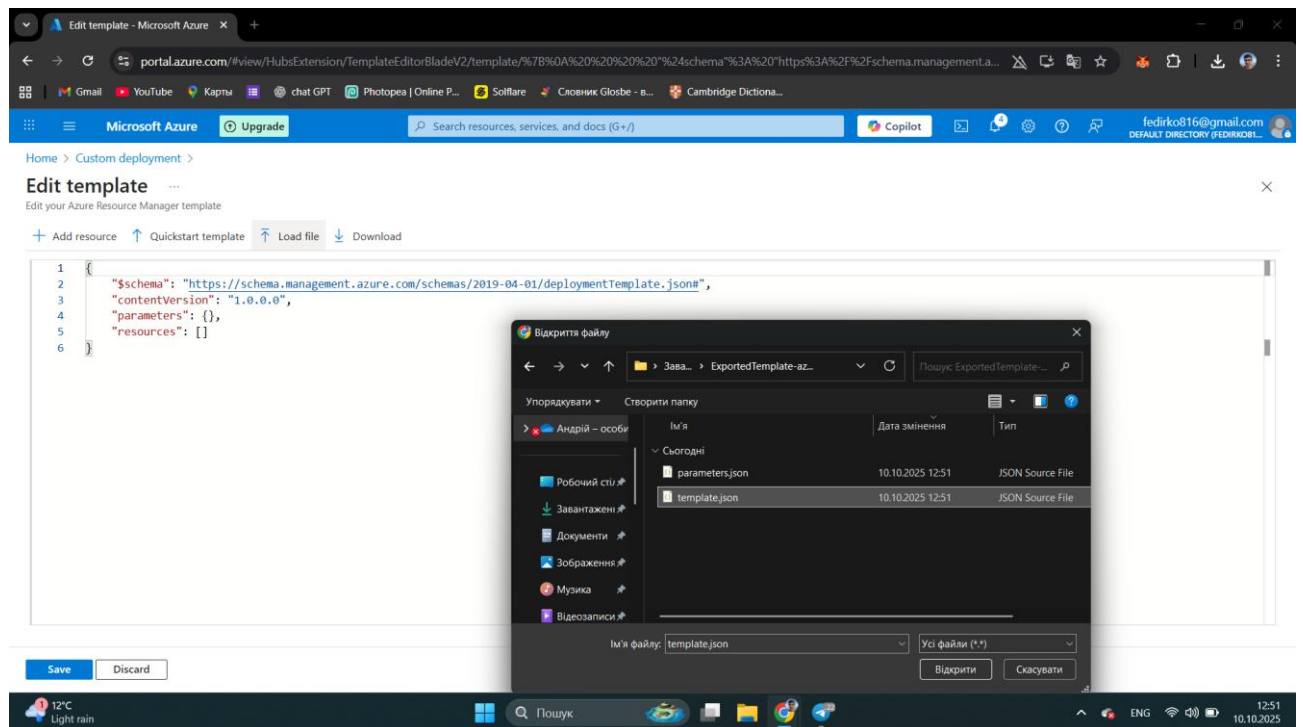 Edit template - Microsoft Azure
portal.azure.com/#view/HubsExtension/TemplateEditorBladeV2/template/%7B%0A%20%20%20%20"%24schema"%3A%20"https%3A%2F%2Fschema.management.a...
Gmail YouTube Карты chat GPT Photopea | Online P... Solflare Словник Glosbe - в... Cambridge Dictiona...
Microsoft Azure Upgrade Search resources, services, and docs (G+/) Copilot 4 fedirko816@gmail.com
DEFAULT DIRECTORY (FEDIRKO81...
Home > Custom deployment >
Edit template ...
Edit your Azure Resource Manager template
Add resource Quickstart template Load file Download
1 {
2 "$schema": "https://schema.management.azure.com/schemas/2019-04-01/deploymentTemplate.json#",
3 "contentVersion": "1.0.0.0",
4 "parameters": {},
5 "resources": []
6 }
Відкриття файлу
Зава... > ExportedTemplate-az... Пошук: ExportedTemplate-...
Упорядкувати Створити папку
Андрій – особи
Ім'я Дата змінення Тип
Сьогодні
parameters.json 10.10.2025 12:51 JSON Source File
template.json 10.10.2025 12:51 JSON Source File
Робочий стіл
Завантажені
Документи
Зображення
Музика
Відеозаписи
Ім'я файлу: template.json Усі файли (*.*)
Відкрити Скасувати
Save Discard
1 12°C
Light rain
Пошук
ENG 12:51
10.10.2025